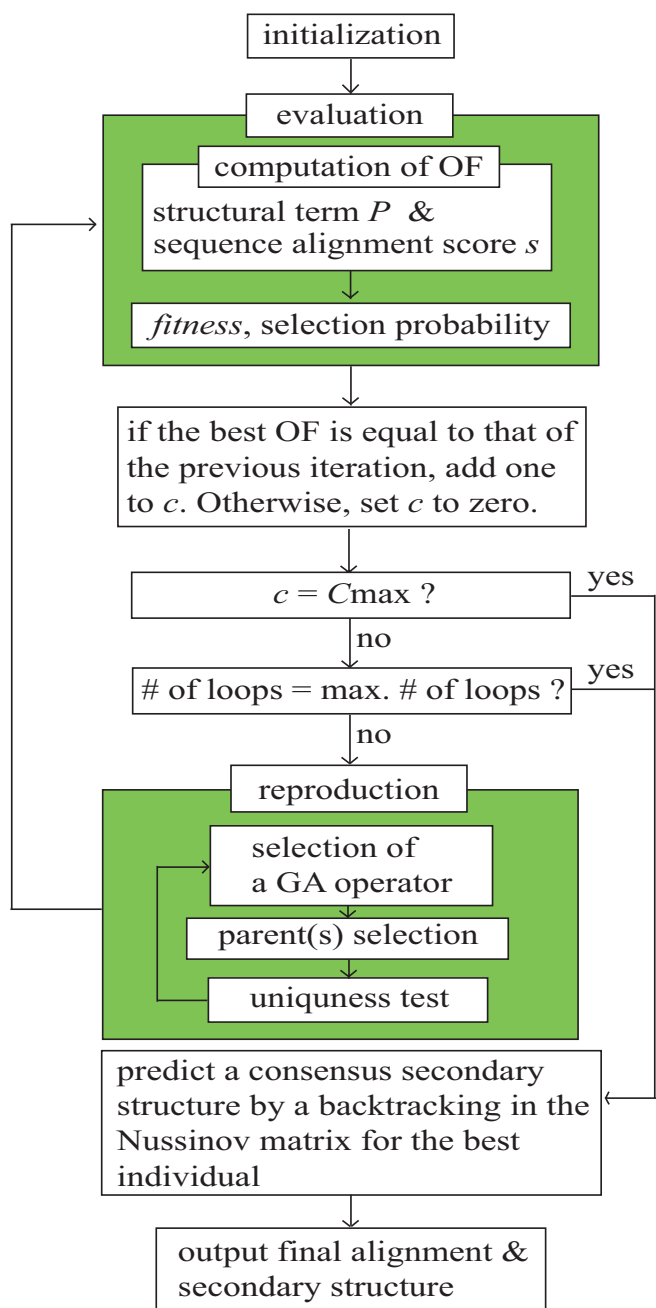 initialization
evaluation
computation of OF
structural term P &
sequence alignment score s
fitness, selection probability
if the best OF is equal to that of
the previous iteration, add one
to c. Otherwise, set c to zero.
c = Cmax ?
yes
no
# of loops = max. # of loops ?
yes
no
reproduction
selection of
a GA operator
parent(s) selection
uniquness test
predict a consensus secondary
structure by a backtracking in the
Nussinov matrix for the best
individual
output final alignment &
secondary structure